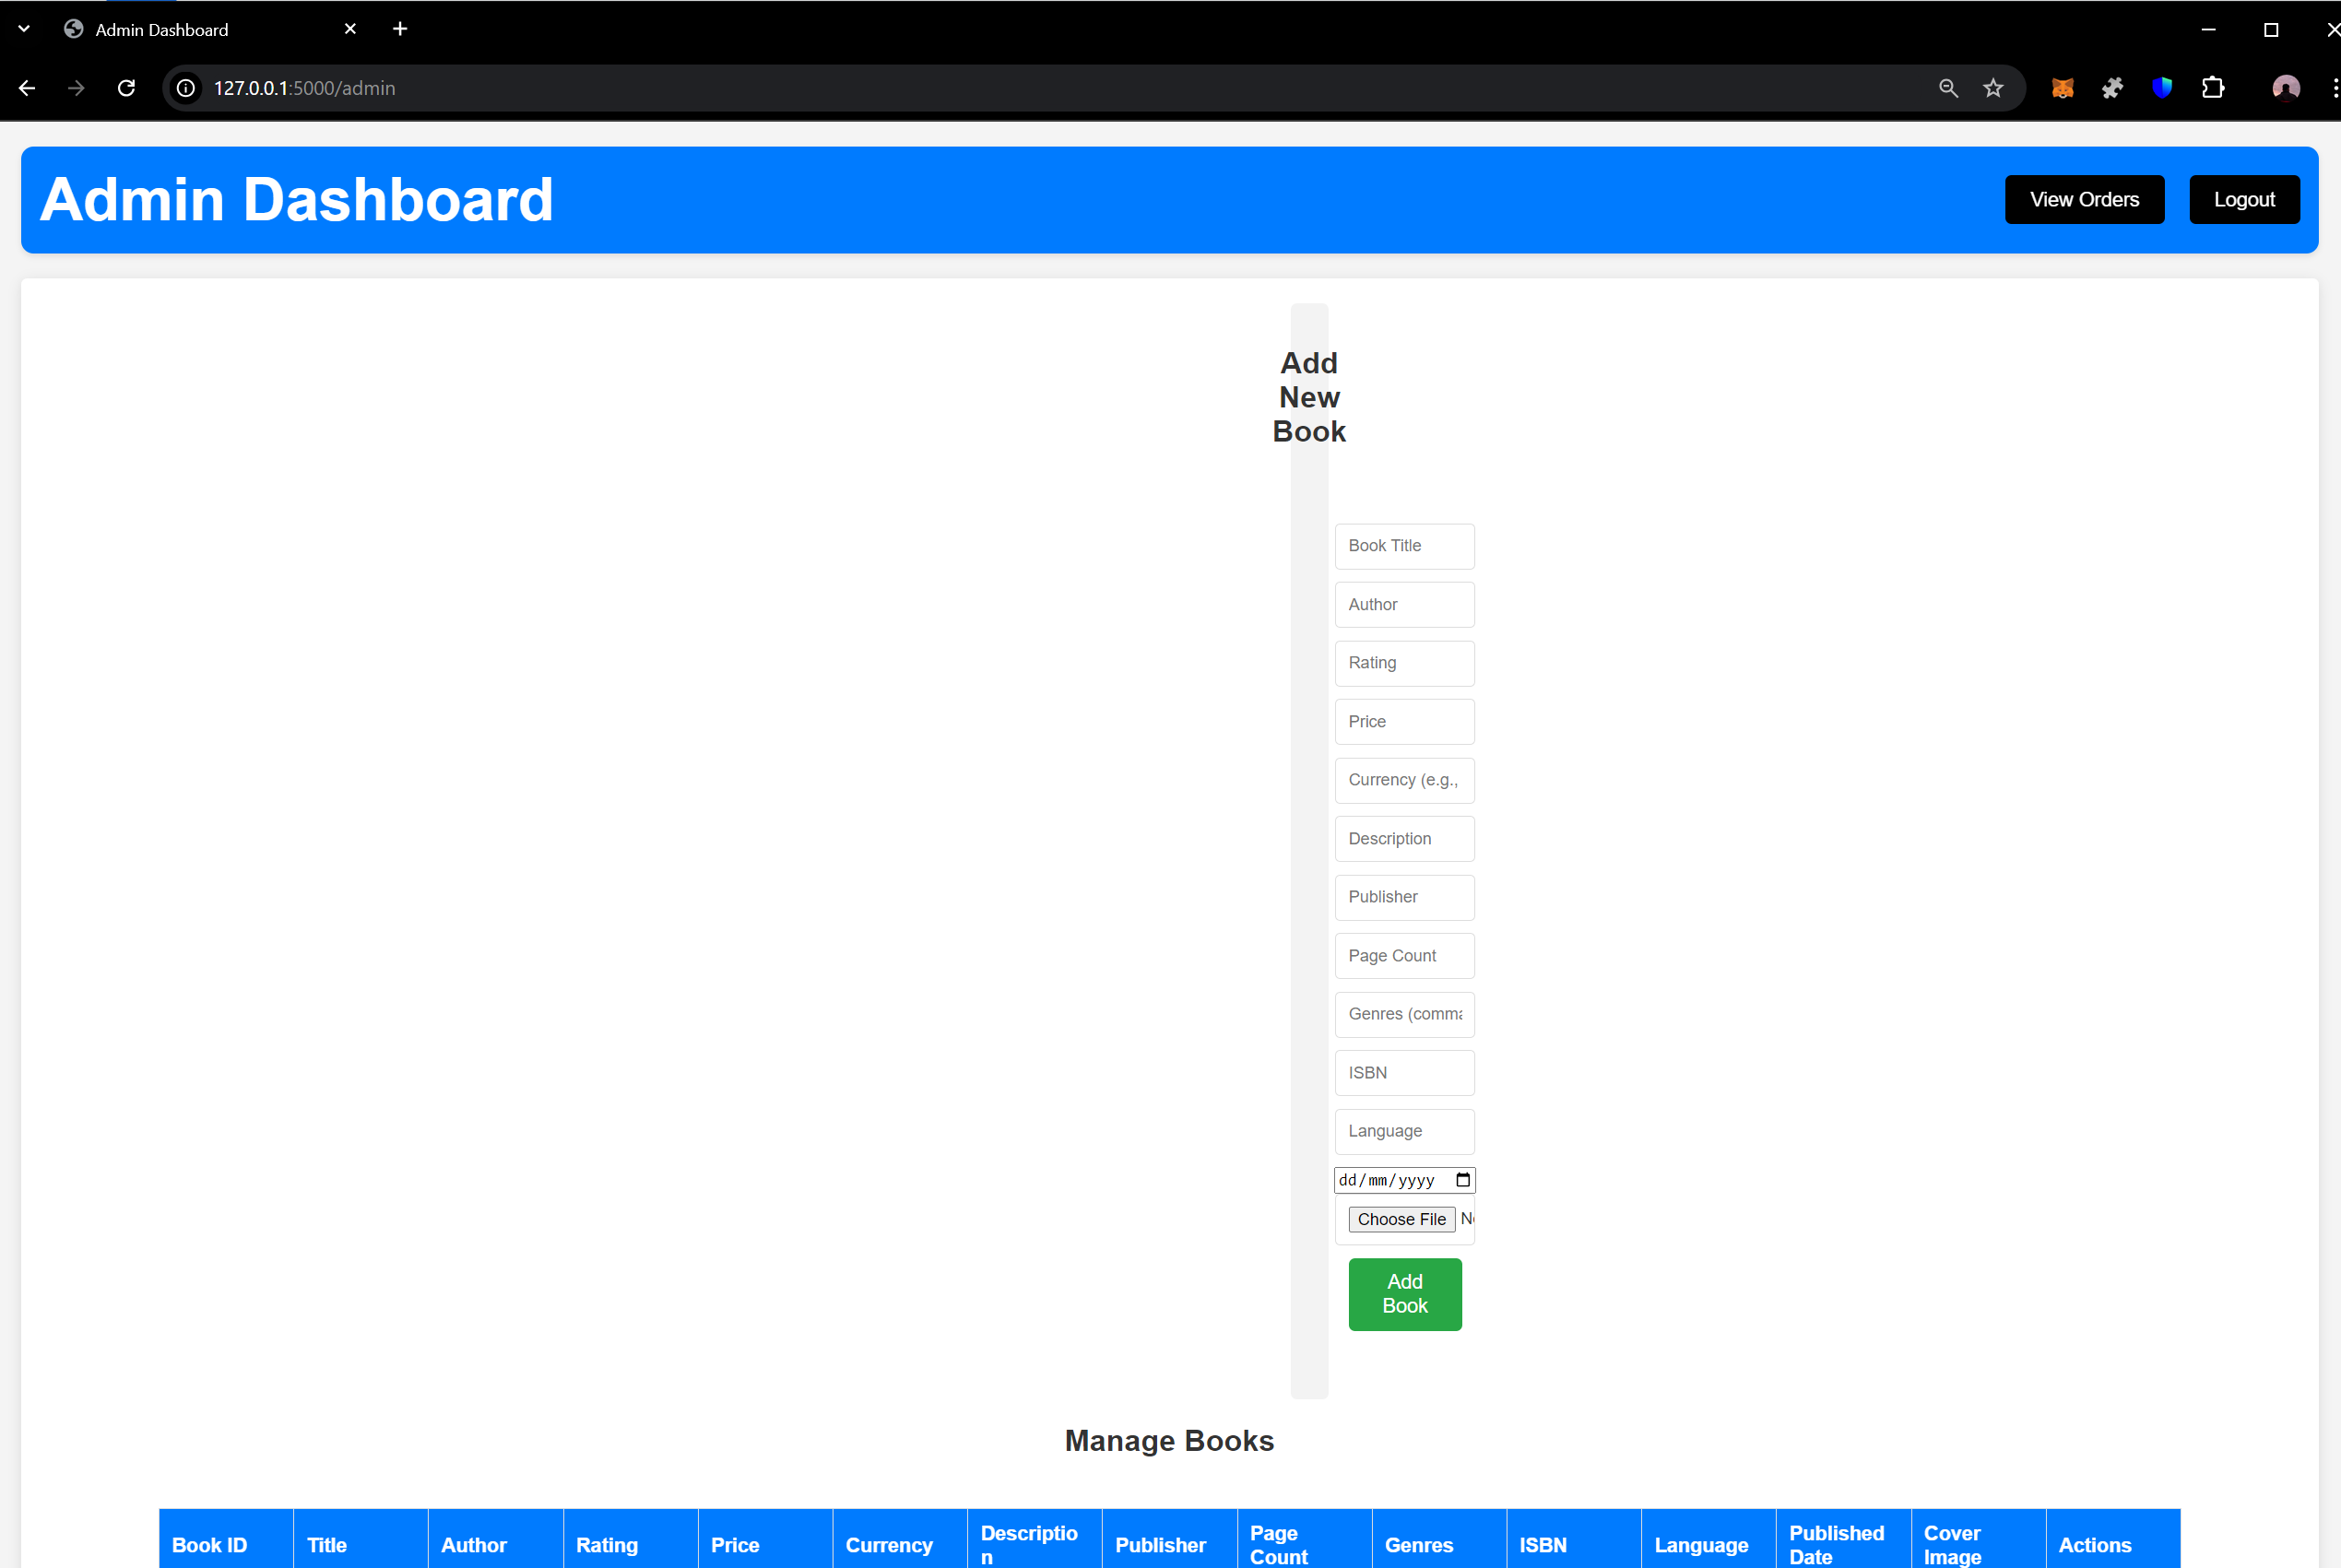 Admin Dashboard
127.0.0.1:5000/admin
Admin Dashboard
View Orders
Logout
Add
New
Book
Book Title
Author
Rating
Price
Currency (e.g.,
Description
Publisher
Page Count
Genres (comma
ISBN
Language
dd/mm/yyyy
Choose File
Add
Book
Manage Books
Book ID
Title
Author
Rating
Price
Currency
Descriptio
n
Publisher
Page
Count
Genres
ISBN
Language
Published
Date
Cover
Image
Actions